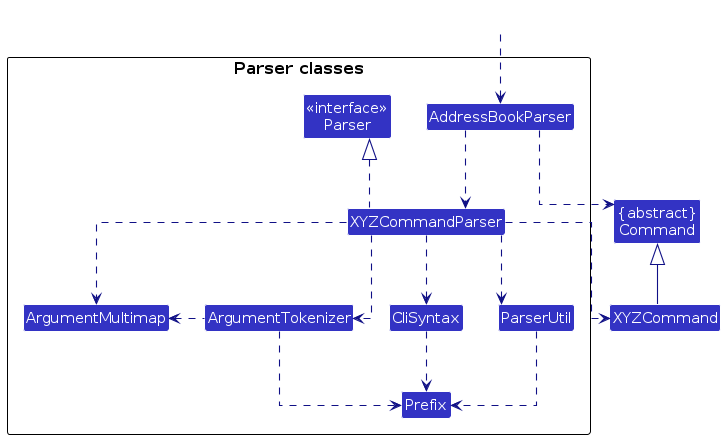 Parser classes
«interface»
Parser
AddressBookParser
{abstract}
Command
XYZCommandParser
ArgumentMultimap
ArgumentTokenizer
CliSyntax
ParserUtil
XYZCommand
Prefix